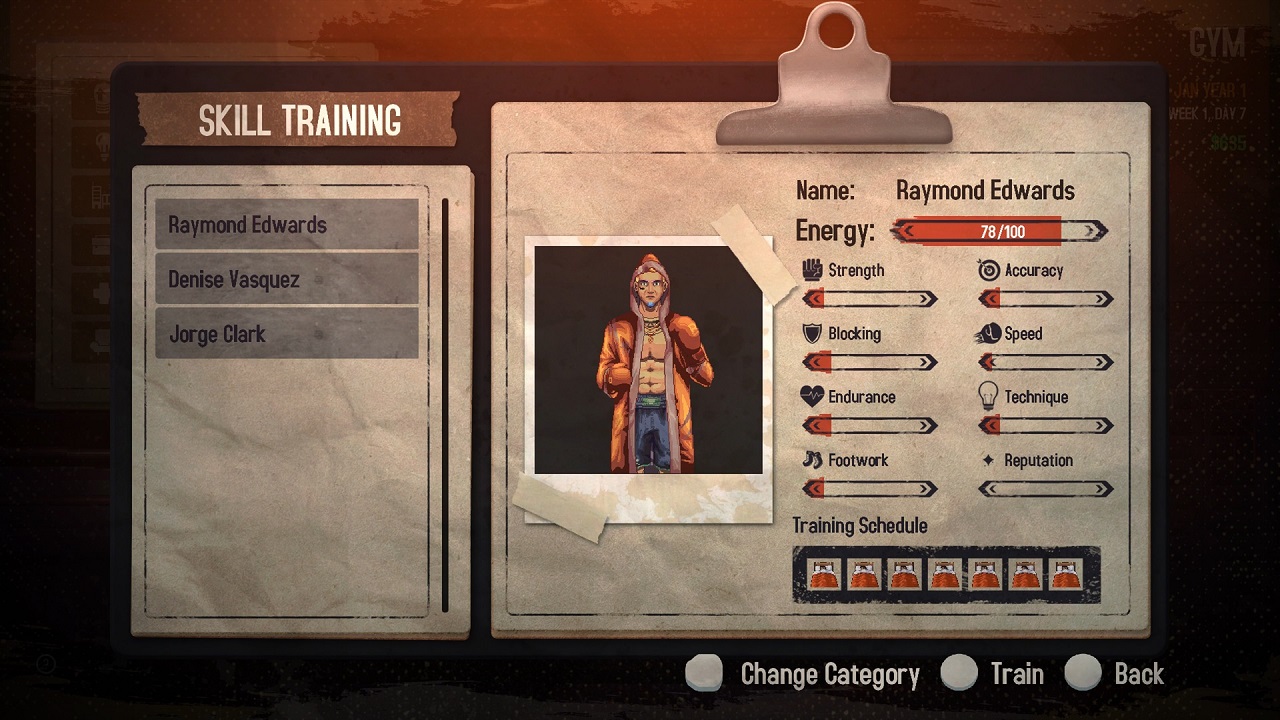 GYM
JAN YEAR 1
WEEK 1, DAY 7
$695
SKILL TRAINING
Raymond Edwards
Denise Vasquez
Jorge Clark
Name: Raymond Edwards
Energy: 78/100
Strength
Accuracy
Blocking
Speed
Endurance
Technique
Footwork
Reputation
Training Schedule
Change Category
Train
Back